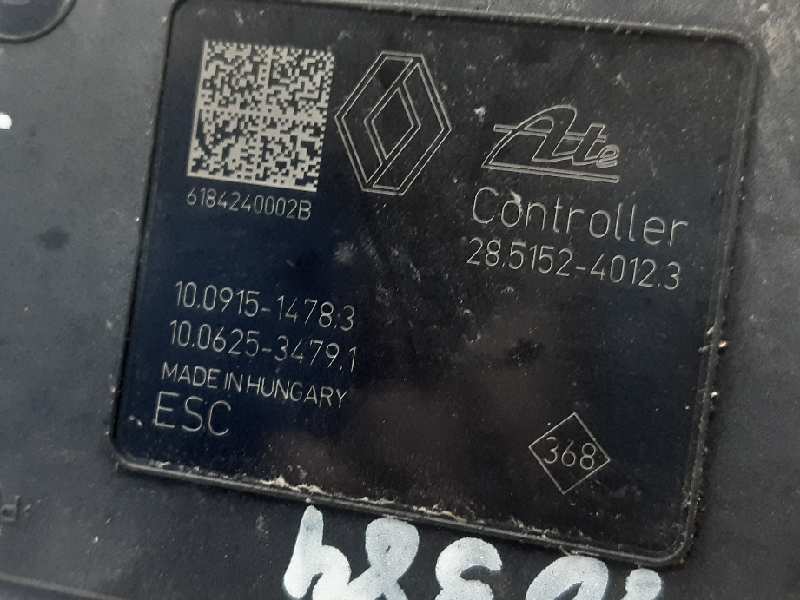 6184240002B
Ate
Controller
28.5152-4012.3
10.0915-1478.3
10.0625-3479.1
MADE IN HUNGARY
ESC
368